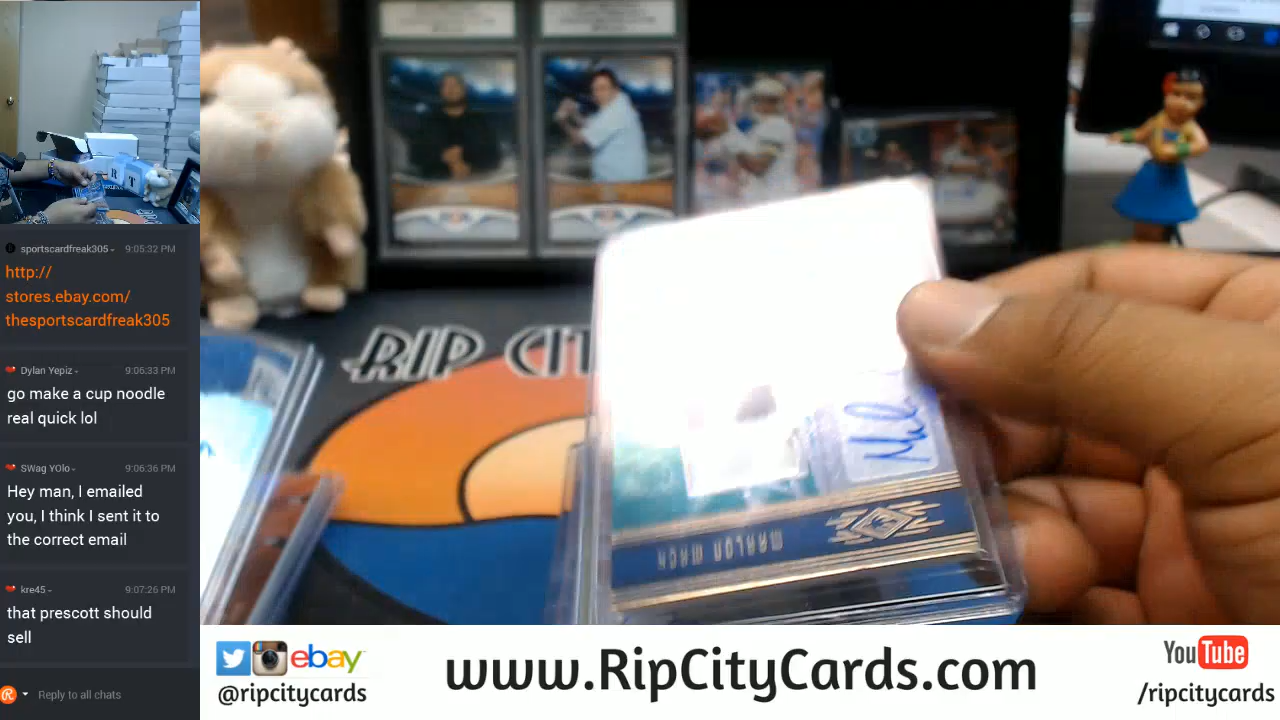 sportscardfreak305
9:05:32 PM
http://
stores.ebay.com/
thesportscardfreak305
Dylan Yepiz
9:06:33 PM
go make a cup noodle
real quick lol
SWag YOlo
9:06:36 PM
Hey man, I emailed
you, I think I sent it to
the correct email
kre45
9:07:26 PM
that prescott should
sell
Reply to all chats
RIP CIT
MARLON MACK
ebay
@ripcitycards
www.RipCityCards.com
YouTube
/ripcitycards